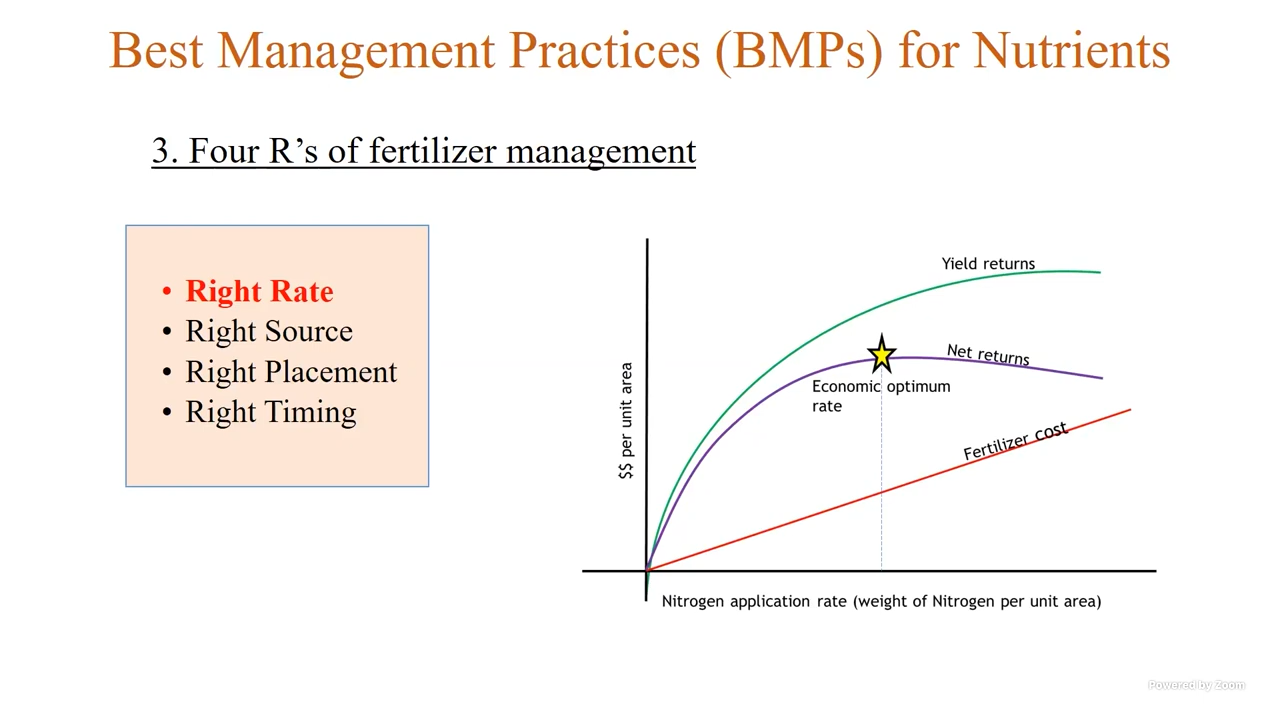 Best Management Practices (BMPs) for Nutrients
3. Four R’s of fertilizer management
• Right Rate
• Right Source
• Right Placement
• Right Timing
$$ per unit area
Yield returns
Net returns
Economic optimum
rate
Fertilizer cost
Nitrogen application rate (weight of Nitrogen per unit area)
Powered by Zoom